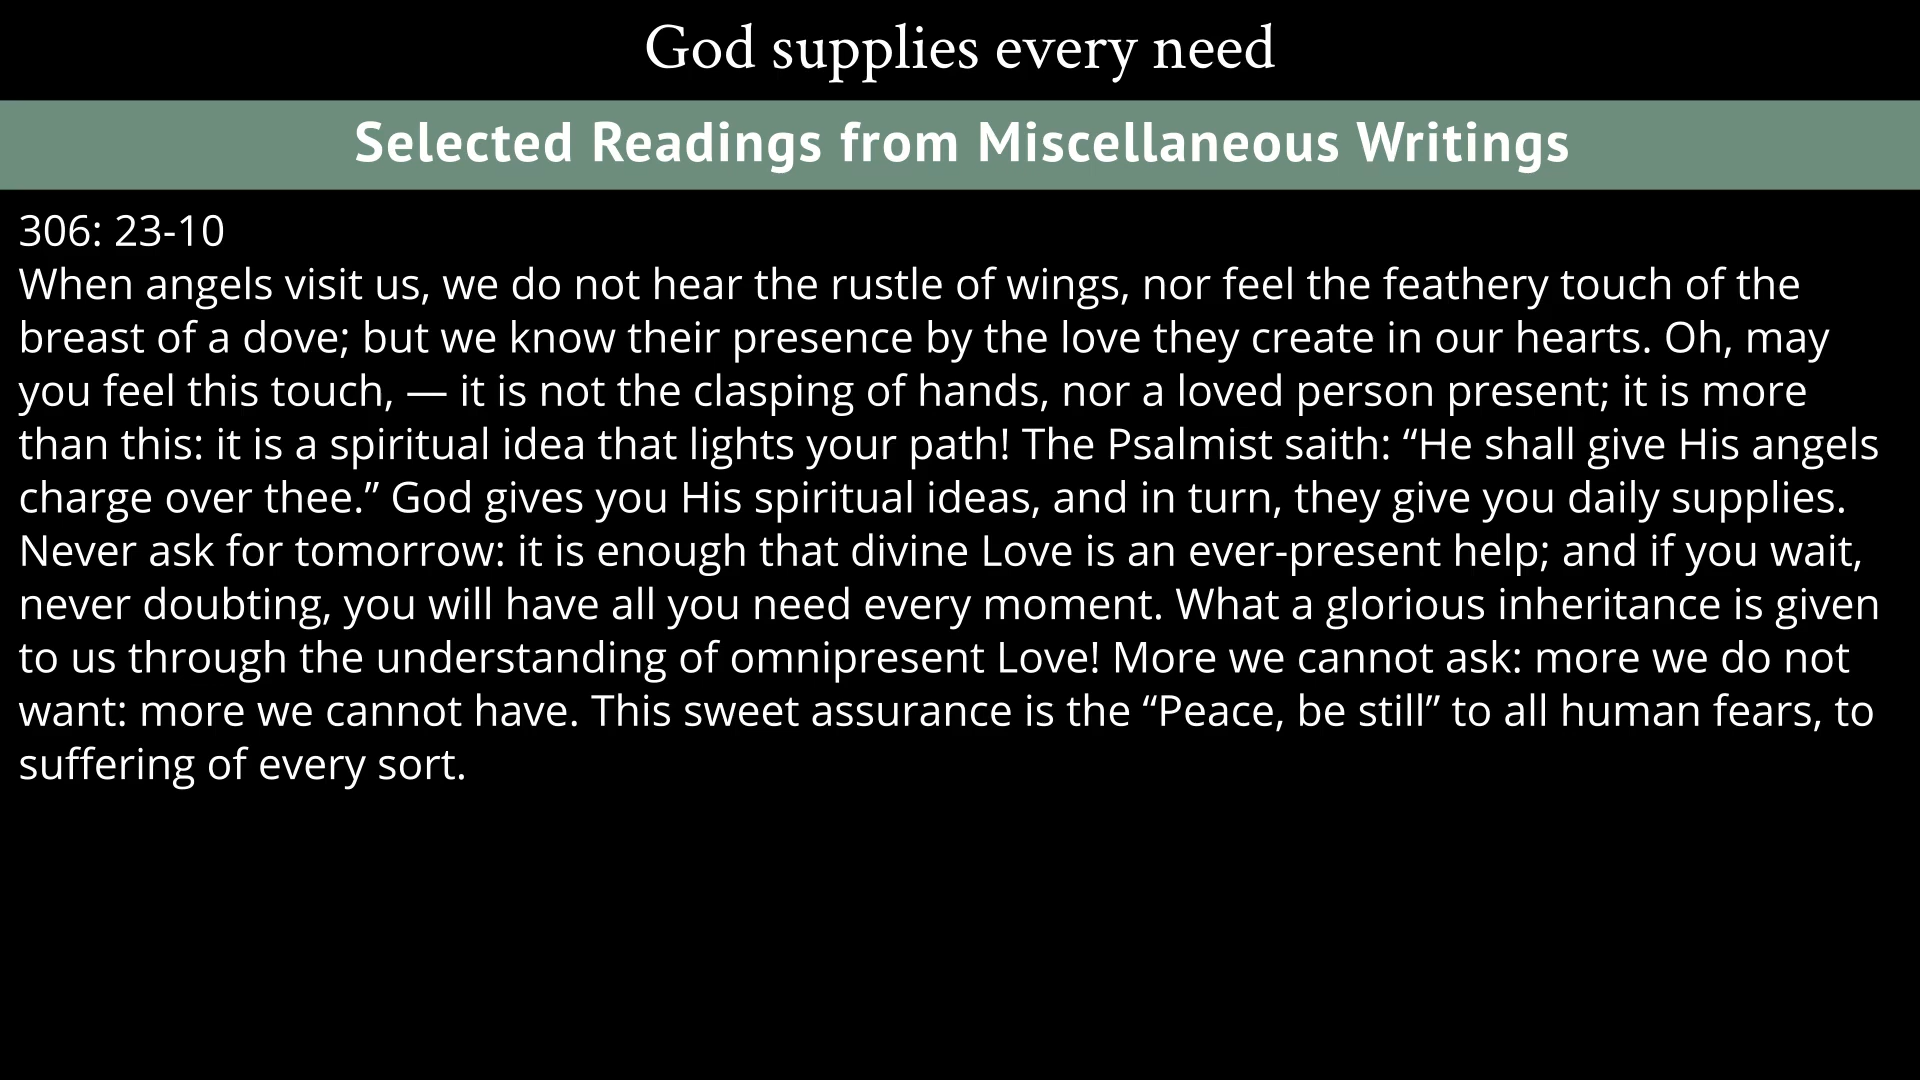 God supplies every need
Selected Readings from Miscellaneous Writings
306: 23-10
When angels visit us, we do not hear the rustle of wings, nor feel the feathery touch of the
breast of a dove; but we know their presence by the love they create in our hearts. Oh, may
you feel this touch, — it is not the clasping of hands, nor a loved person present; it is more
than this: it is a spiritual idea that lights your path! The Psalmist saith: “He shall give His angels
charge over thee.” God gives you His spiritual ideas, and in turn, they give you daily supplies.
Never ask for tomorrow: it is enough that divine Love is an ever-present help; and if you wait,
never doubting, you will have all you need every moment. What a glorious inheritance is given
to us through the understanding of omnipresent Love! More we cannot ask: more we do not
want: more we cannot have. This sweet assurance is the “Peace, be still” to all human fears, to
suffering of every sort.